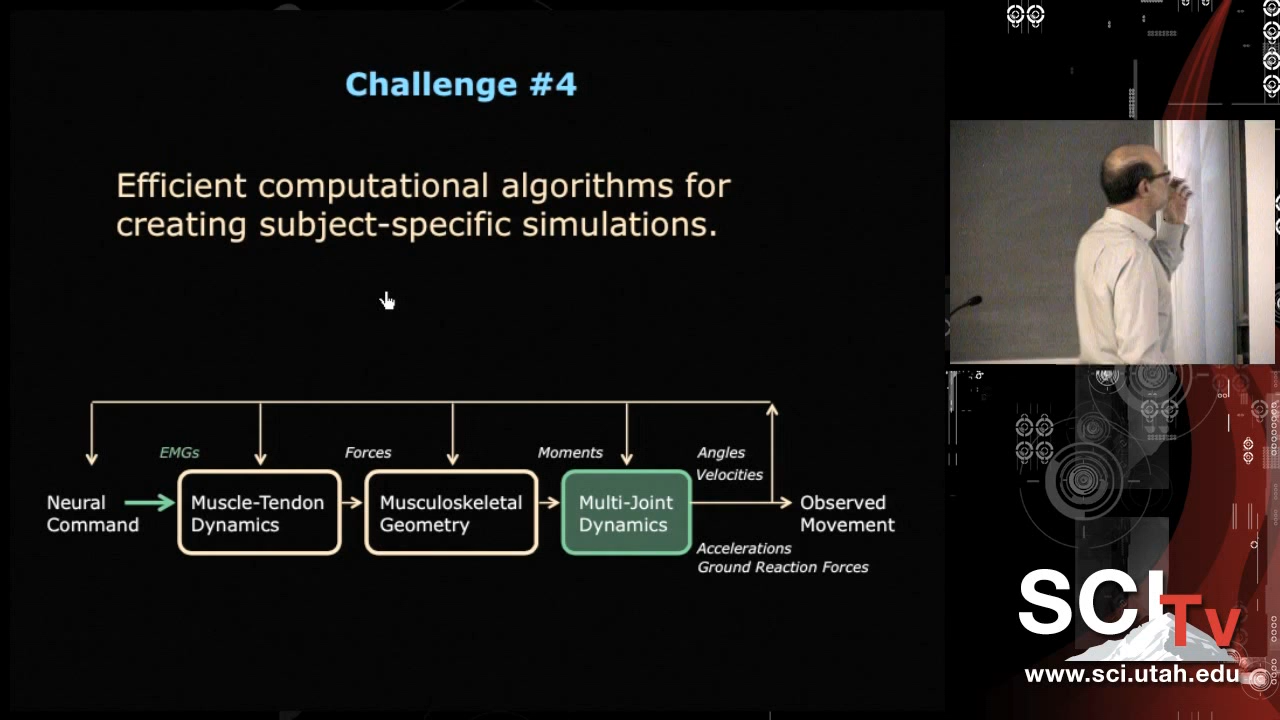 Challenge #4
Efficient computational algorithms for
creating subject-specific simulations.
EMGs
Forces
Moments
Angles
Velocities
Neural
Command
Muscle-Tendon
Dynamics
Musculoskeletal
Geometry
Multi-Joint
Dynamics
Observed
Movement
Accelerations
Ground Reaction Forces
SCI
Tv
www.sci.utah.edu